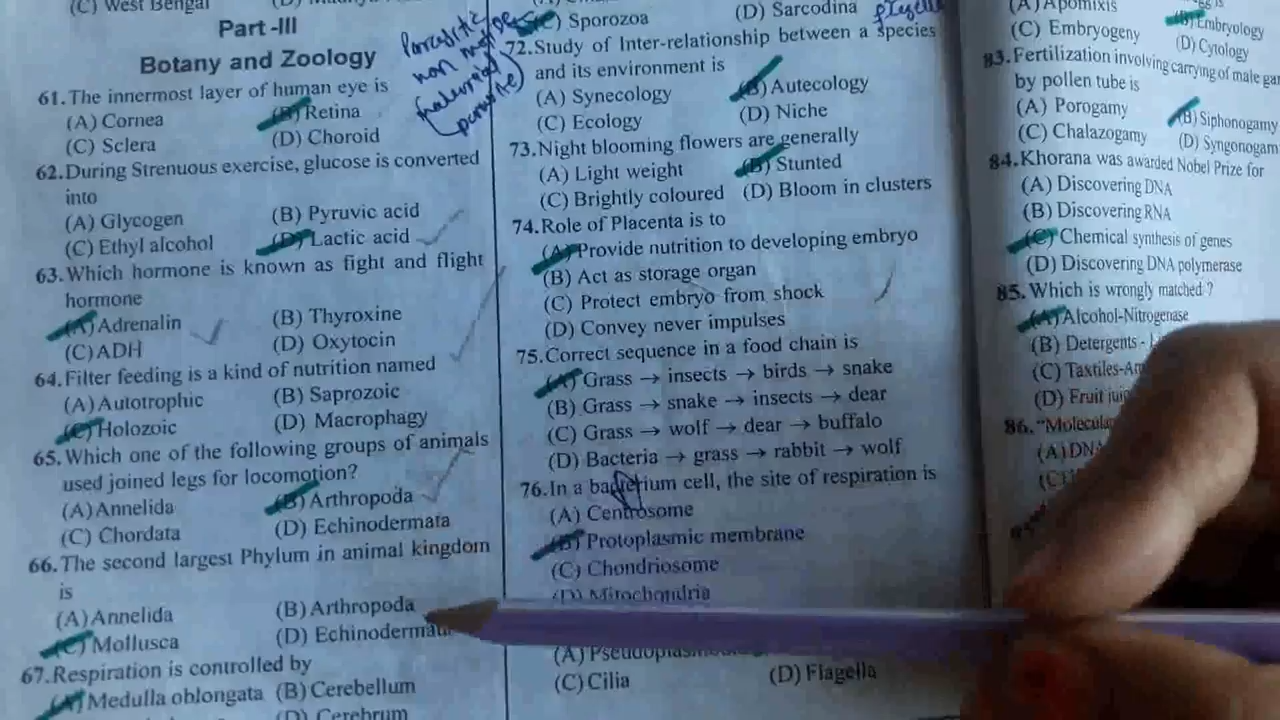 (C) West Bengal
Part -III
Botany and Zoology
61. The innermost layer of human eye is
(A) Cornea (B) Retina
(C) Sclera (D) Choroid
62. During Strenuous exercise, glucose is converted
into
(A) Glycogen (B) Pyruvic acid
(C) Ethyl alcohol (D) Lactic acid
63. Which hormone is known as fight and flight
hormone
(A) Adrenalin (B) Thyroxine
(C) ADH (D) Oxytocin
64. Filter feeding is a kind of nutrition named
(A) Autotrophic (B) Saprozoic
(C) Holozoic (D) Macrophagy
65. Which one of the following groups of animals
used joined legs for locomotion?
(A) Annelida (B) Arthropoda
(C) Chordata (D) Echinodermata
66. The second largest Phylum in animal kingdom
is
(A) Annelida (B) Arthropoda
(C) Mollusca (D) Echinodermata
67. Respiration is controlled by
(A) Medulla oblongata (B) Cerebellum
(D) Cerebrum
Parasitic
non motile
(C) Sporozoa (D) Sarcodina
72. Study of Inter-relationship between a species
and its environment is
(A) Synecology (B) Autecology
(C) Ecology (D) Niche
73. Night blooming flowers are generally
(A) Light weight (B) Stunted
(C) Brightly coloured (D) Bloom in clusters
74. Role of Placenta is to
(A) Provide nutrition to developing embryo
(B) Act as storage organ
(C) Protect embryo from shock
(D) Convey never impulses
75. Correct sequence in a food chain is
(A) Grass → insects → birds → snake
(B) Grass → snake → insects → dear
(C) Grass → wolf → dear → buffalo
(D) Bacteria → grass → rabbit → wolf
76. In a bacterium cell, the site of respiration is
(A) Centrosome
(B) Protoplasmic membrane
(C) Chondriosome
(D) Mitochondria
(C) Cilia (D) Flagella
(A) Apomixis (B) Embryology
(C) Embryogeny (D) Cytology
83. Fertilization involving carrying of male ga
by pollen tube is
(A) Porogamy (B) Siphonogamy
(C) Chalazogamy (D) Syngonogam
84. Khorana was awarded Nobel Prize for
(A) Discovering DNA
(B) Discovering RNA
(C) Chemical synthesis of genes
(D) Discovering DNA polymerase
85. Which is wrongly matched ?
(A) Alcohol-Nitrogenase
(B) Detergents -
(C) Taxtiles-Am
(D) Fruit juic
86. "Molecula
(A) DN